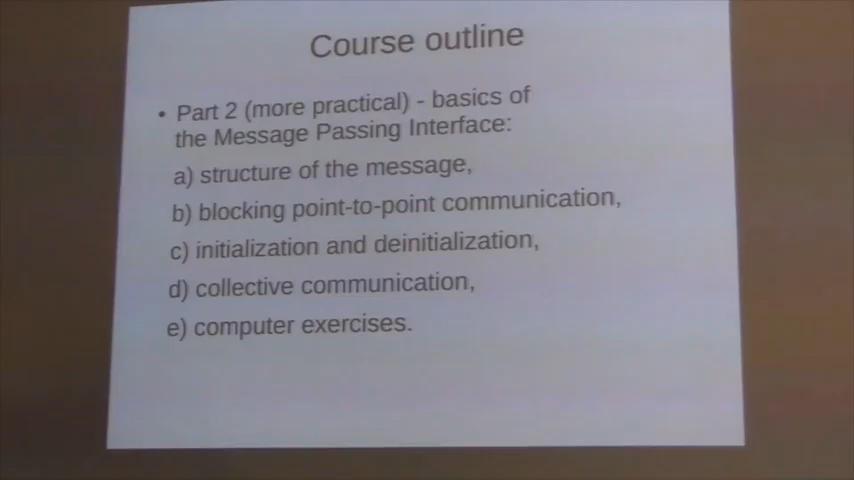 Course outline
• Part 2 (more practical) - basics of
the Message Passing Interface:
a) structure of the message,
b) blocking point-to-point communication,
c) initialization and deinitialization,
d) collective communication,
e) computer exercises.